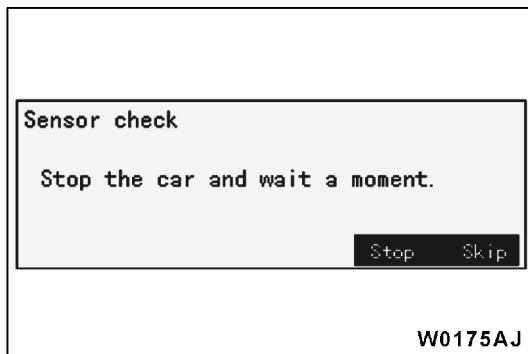 Sensor check
Stop the car and wait a moment.
Stop Skip
W0175AJ